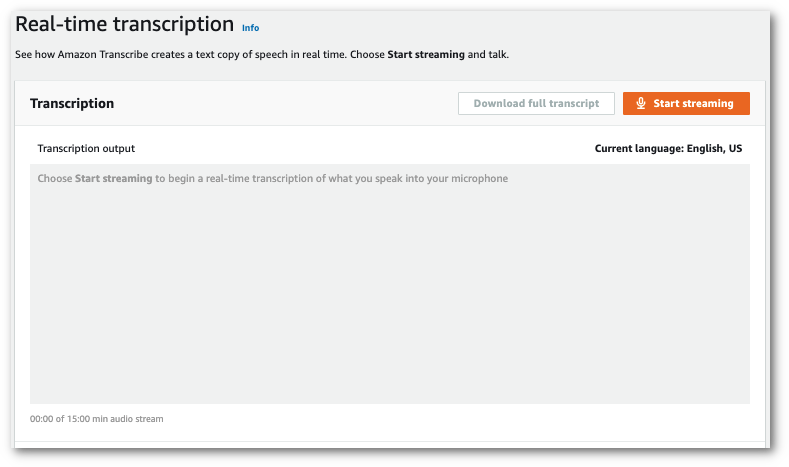 Real-time transcription Info
See how Amazon Transcribe creates a text copy of speech in real time. Choose Start streaming and talk.
Transcription
Download full transcript
Start streaming
Transcription output
Current language: English, US
Choose Start streaming to begin a real-time transcription of what you speak into your microphone
00:00 of 15:00 min audio stream